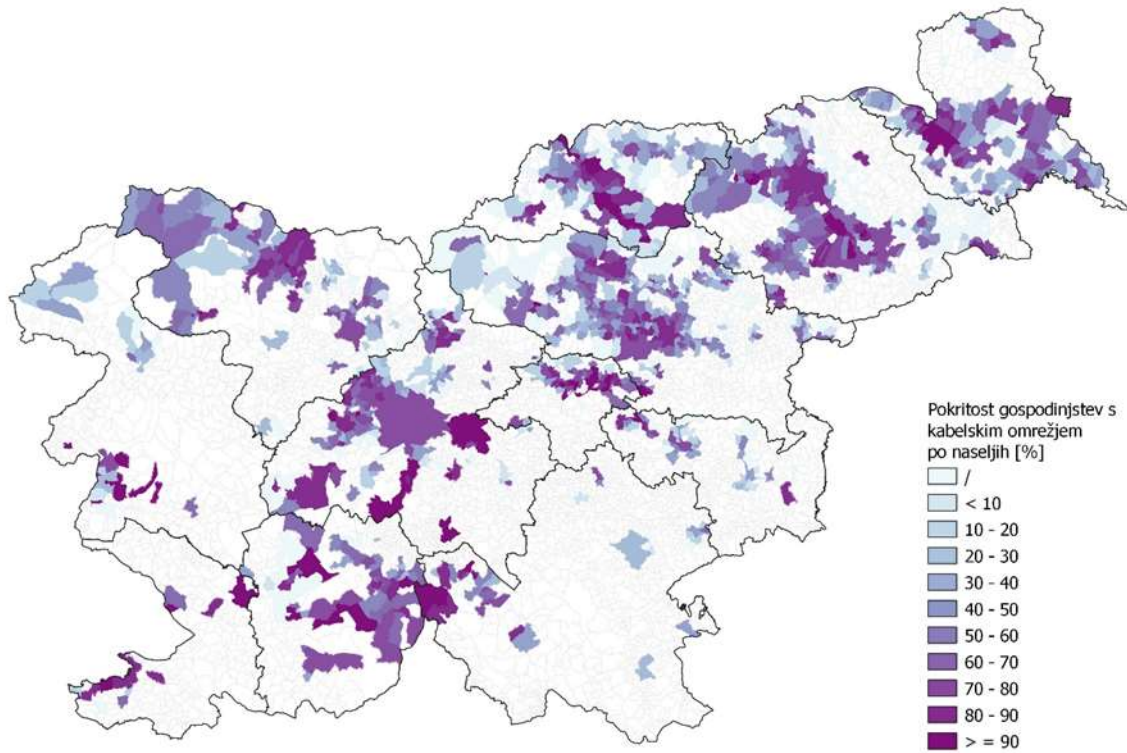 Pokritost gospodinjstev s
kabelskim omrežjem
po naseljih [%]
/
< 10
10 - 20
20 - 30
30 - 40
40 - 50
50 - 60
60 - 70
70 - 80
80 - 90
> = 90